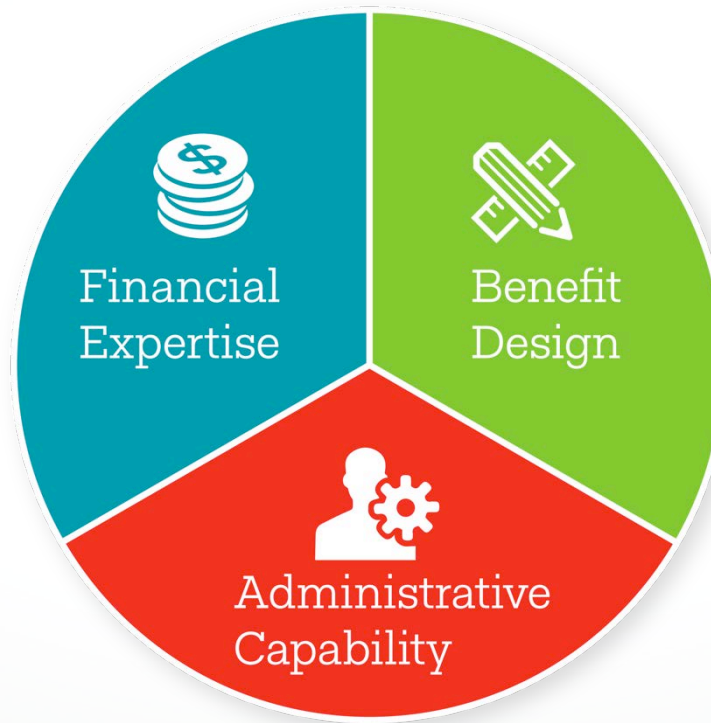 $
Financial
Expertise
Benefit
Design
Administrative
Capability